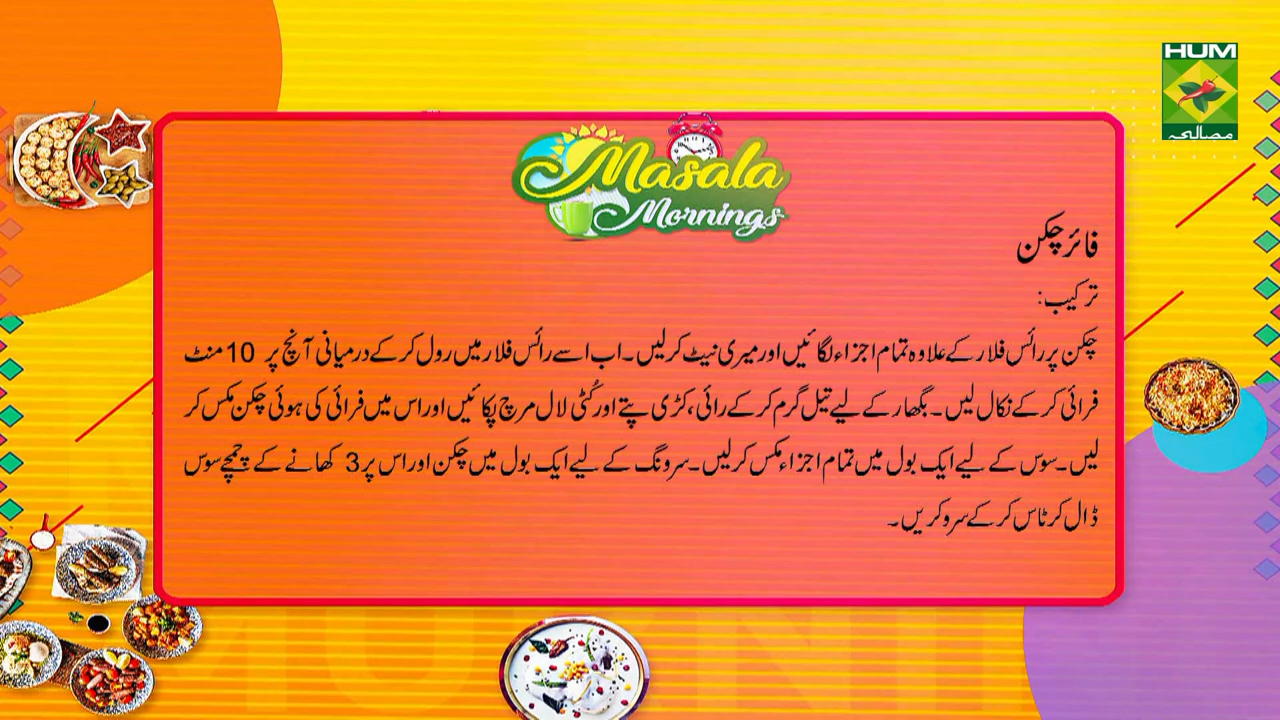 HUM
مصالحہ
Masala
Mornings
فائر چکن
ترکیب:
چکن پر رائس فلار کے علاوہ تمام اجزاء لگائیں اور میری نیٹ کرلیں۔ اب اسے رائس فلار میں رول کر کے درمیانی آنچ پر 10 منٹ
فرائی کر کے نکال لیں۔ بگھار کے لیے تیل گرم کر کے رائی، کڑی پتے اور کُٹی لال مرچ پکائیں اور اس میں فرائی کی ہوئی چکن مکس کر
لیں۔ سوس کے لیے ایک بول میں تمام اجزاء مکس کرلیں۔ سرونگ کے لیے ایک بول میں چکن اور اس پر 3 کھانے کے چمچے سوس
ڈال کر ٹاس کر کے سرو کریں۔